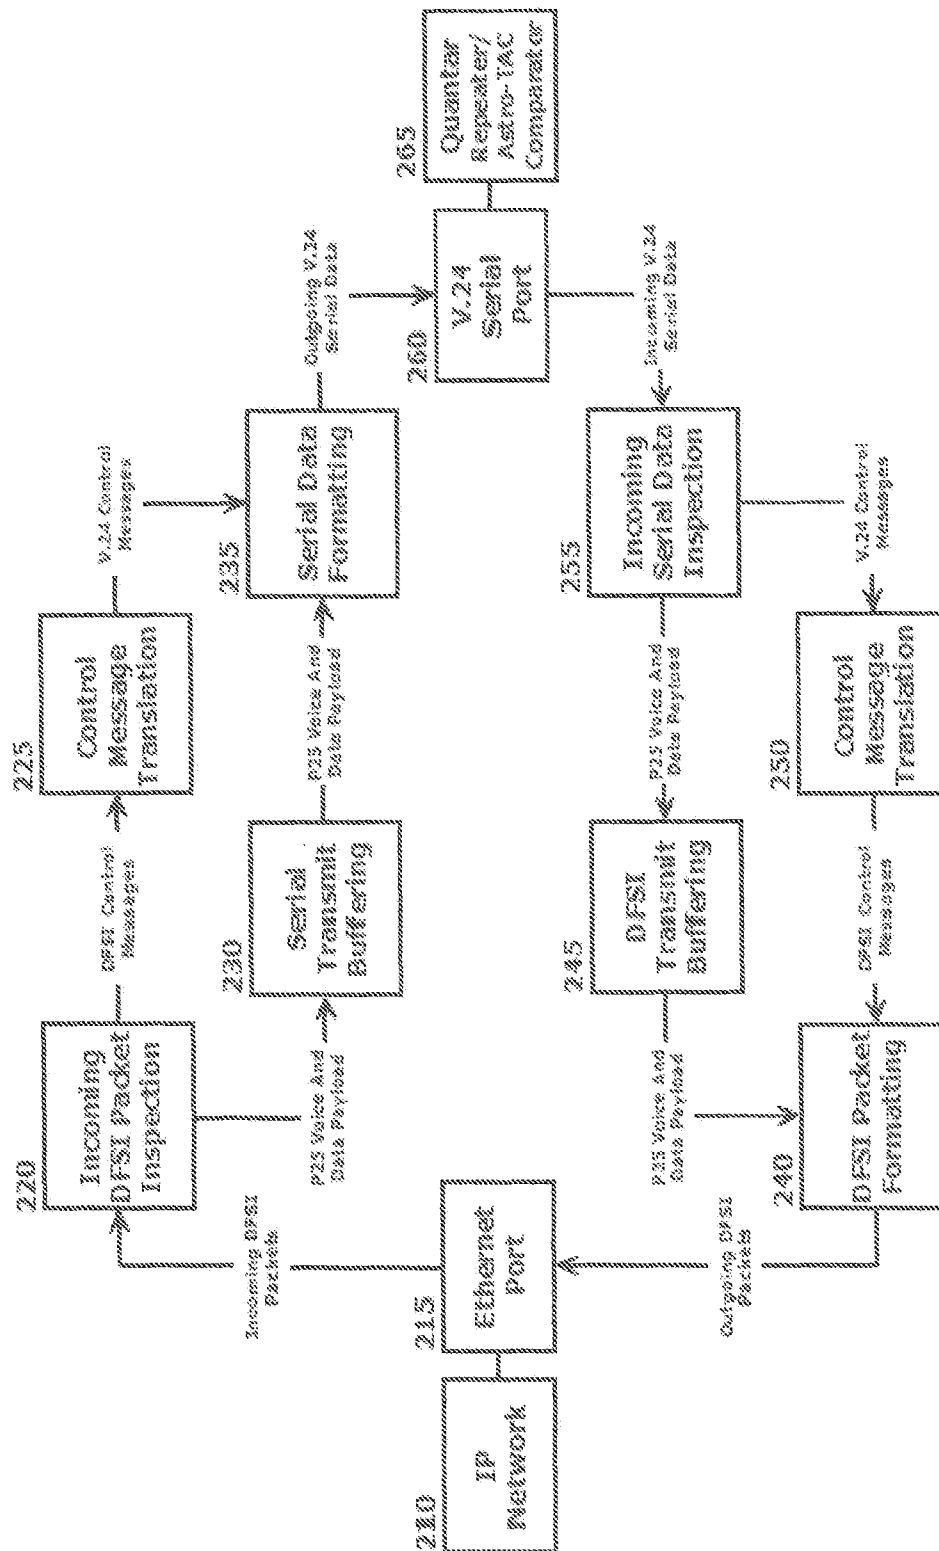 210
IP
Network
215
Ethernet
Port
Incoming DFSI
Packets
220
Incoming
DFSI Packet
Inspection
DFSI Control
Messages
225
Control
Message
Translation
V.24 Control
Messages
P25 Voice And
Data Payload
230
Serial
Transmit
Buffering
P25 Voice And
Data Payload
235
Serial Data
Formatting
Outgoing V.24
Serial Data
260
V.24
Serial
Port
265
Quantar
Repeater/
Astro-TAC
Comparator
Incoming V.24
Serial Data
255
Incoming
Serial Data
Inspection
P25 Voice And
Data Payload
245
DFSI
Transmit
Buffering
P25 Voice And
Data Payload
V.24 Control
Messages
250
Control
Message
Translation
DFSI Control
Messages
240
DFSI Packet
Formatting
Outgoing DFSI
Packets